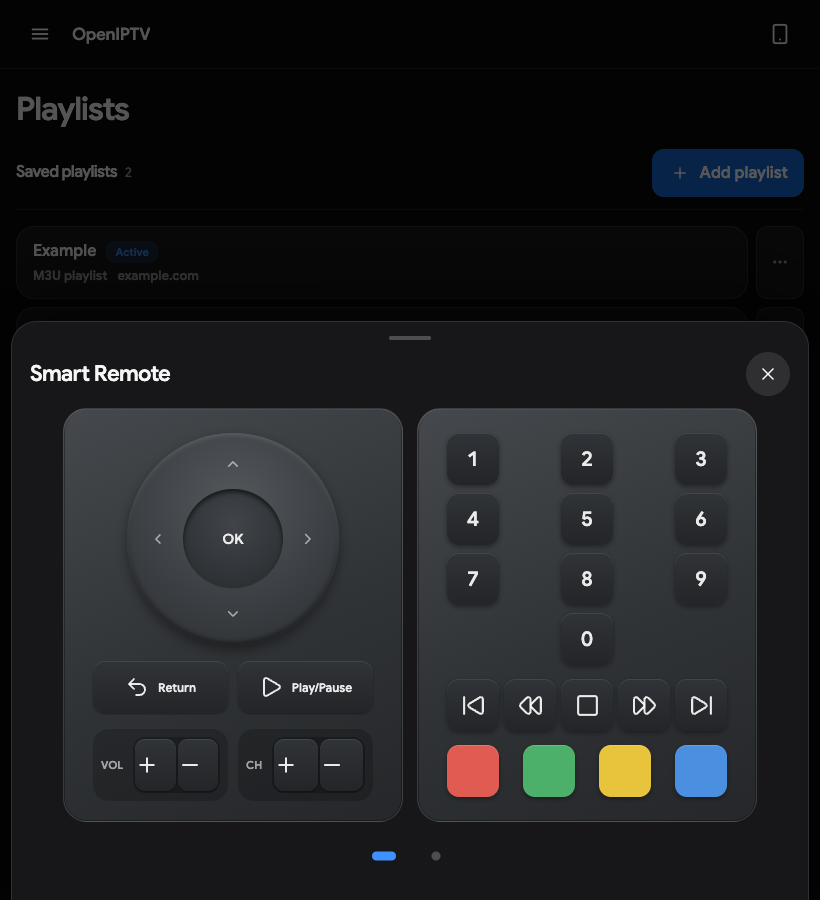 OpenIPTV
Playlists
Saved playlists 2
+ Add playlist
Example Active
M3U playlist example.com
Smart Remote
OK
Return
Play/Pause
VOL + −
CH + −
1 2 3
4 5 6
7 8 9
0